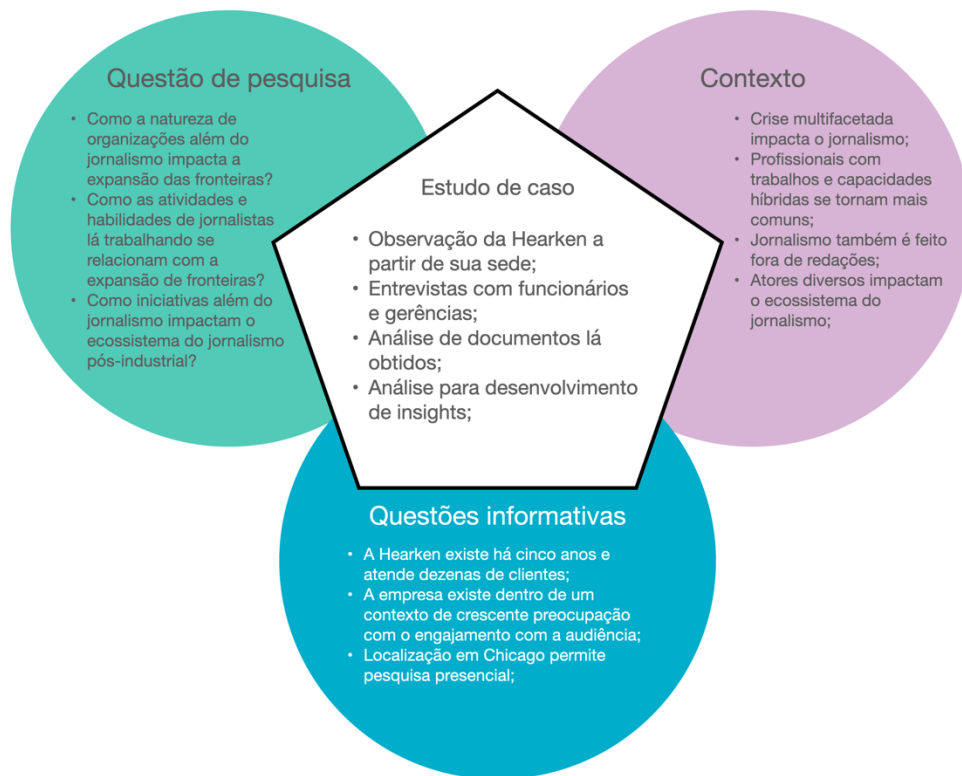 Questão de pesquisa
• Como a natureza de
organizações além do
jornalismo impacta a
expansão das fronteiras?
• Como as atividades e
habilidades de jornalistas
lá trabalhando se
relacionam com a
expansão de fronteiras?
• Como iniciativas além do
jornalismo impactam o
ecossistema do jornalismo
pós-industrial?
Estudo de caso
• Observação da Hearken a
partir de sua sede;
• Entrevistas com funcionários
e gerências;
• Análise de documentos lá
obtidos;
• Análise para desenvolvimento
de insights;
Contexto
• Crise multifacetada
impacta o jornalismo;
• Profissionais com
trabalhos e capacidades
híbridas se tornam mais
comuns;
• Jornalismo também é feito
fora de redações;
• Atores diversos impactam
o ecossistema do
jornalismo;
Questões informativas
• A Hearken existe há cinco anos e
atende dezenas de clientes;
• A empresa existe dentro de um
contexto de crescente preocupação
com o engajamento com a audiência;
• Localização em Chicago permite
pesquisa presencial;